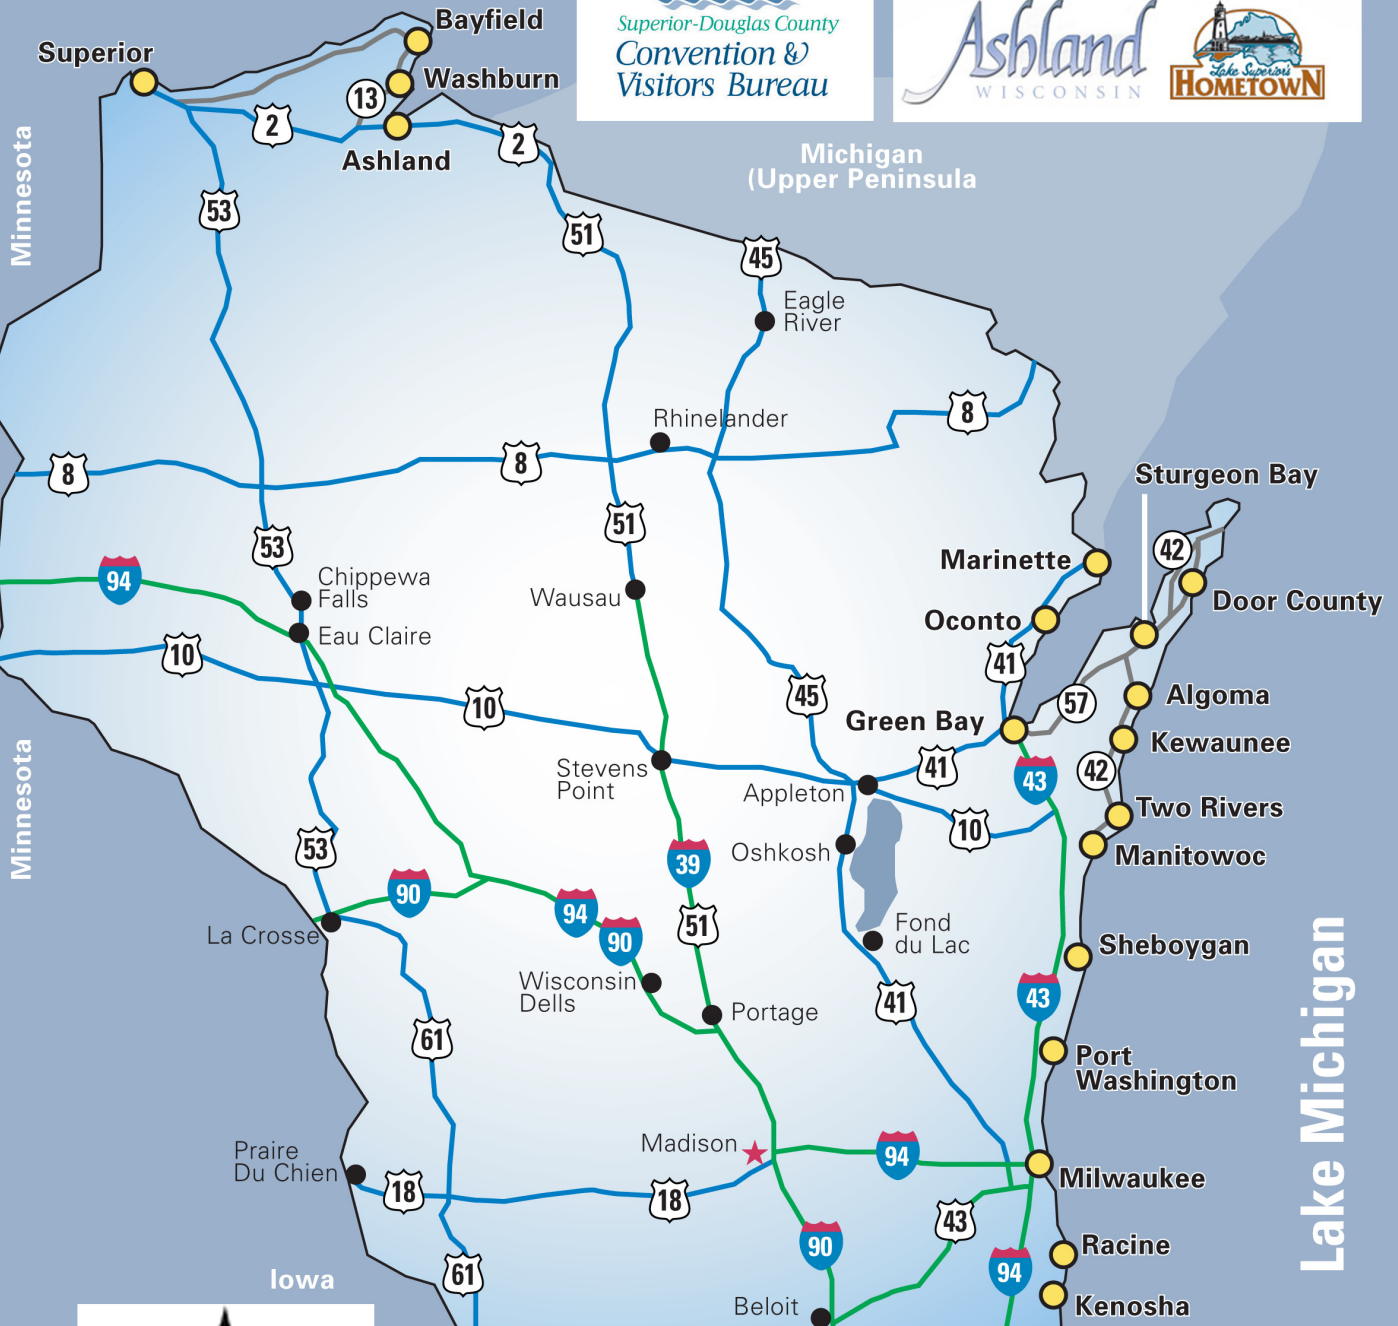 Superior-Douglas County
Convention &
Visitors Bureau
Ashland
WISCONSIN
Lake Superior's
HOMETOWN
Bayfield
Superior
Washburn
13
2
2
Ashland
Michigan
(Upper Peninsula
Minnesota
53
51
45
Eagle
River
Rhinelander
8
8
8
Sturgeon Bay
51
53
42
Marinette
94
Chippewa
Falls
Wausau
Door County
Oconto
Eau Claire
10
41
45
10
57
Algoma
Green Bay
Kewaunee
Stevens
Point
41
43
42
Appleton
Two Rivers
10
Minnesota
53
Oshkosh
Manitowoc
39
90
94
51
90
La Crosse
Fond
du Lac
Sheboygan
Wisconsin
Dells
43
41
Portage
61
Port
Washington
Lake Michigan
Madison
94
Praire
Du Chien
18
18
Milwaukee
43
90
Racine
94
61
Iowa
Beloit
Kenosha